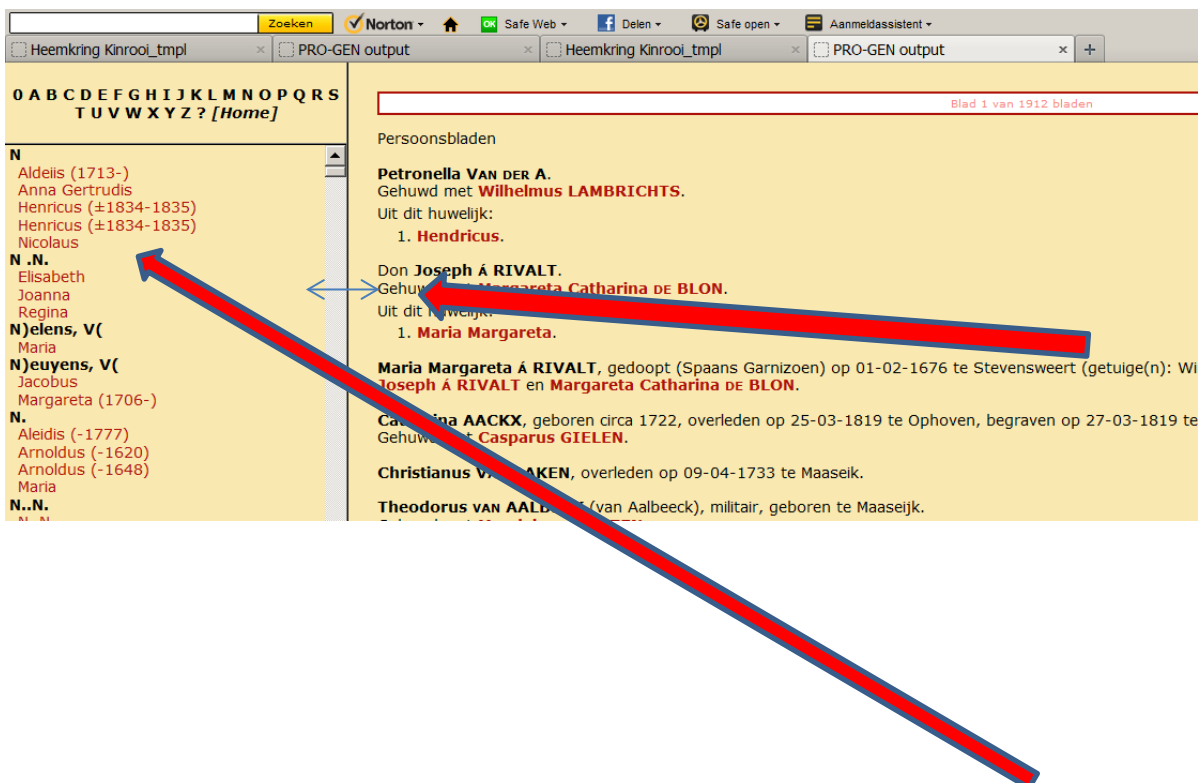 Zoeken Norton Safe Web Delen Safe open Aanmeldassistent
Heemkring Kinrooi_tmpl × PRO-GEN output × Heemkring Kinrooi_tmpl × PRO-GEN output × +
0 A B C D E F G H I J K L M N O P Q R S
T U V W X Y Z ? [Home]
N
Aldeiis (1713-)
Anna Gertrudis
Henricus (±1834-1835)
Henricus (±1834-1835)
Nicolaus
N .N.
Elisabeth
Joanna
Regina
N)elens, V(
Maria
N)euyens, V(
Jacobus
Margareta (1706-)
N.
Aleidis (-1777)
Arnoldus (-1620)
Arnoldus (-1648)
Maria
N..N.
Blad 1 van 1912 bladen
Persoonsbladen
Petronella VAN DER A.
Gehuwd met Wilhelmus LAMBRICHTS.
Uit dit huwelijk:
1. Hendricus.
Don Joseph Á RIVALT.
Margareta Catharina DE BLON.
Uit dit huwelijk:
1. Maria Margareta.
Maria Margareta Á RIVALT, gedoopt (Spaans Garnizoen) op 01-02-1676 te Stevensweert (getuige(n): Wi
Joseph Á RIVALT en Margareta Catharina DE BLON.
AACKX, geboren circa 1722, overleden op 25-03-1819 te Ophoven, begraven op 27-03-1819 te
Casparus GIELEN.
Christianus AKEN, overleden op 09-04-1733 te Maaseik.
Theodorus VAN (van Aalbeeck), militair, geboren te Maaseijk.